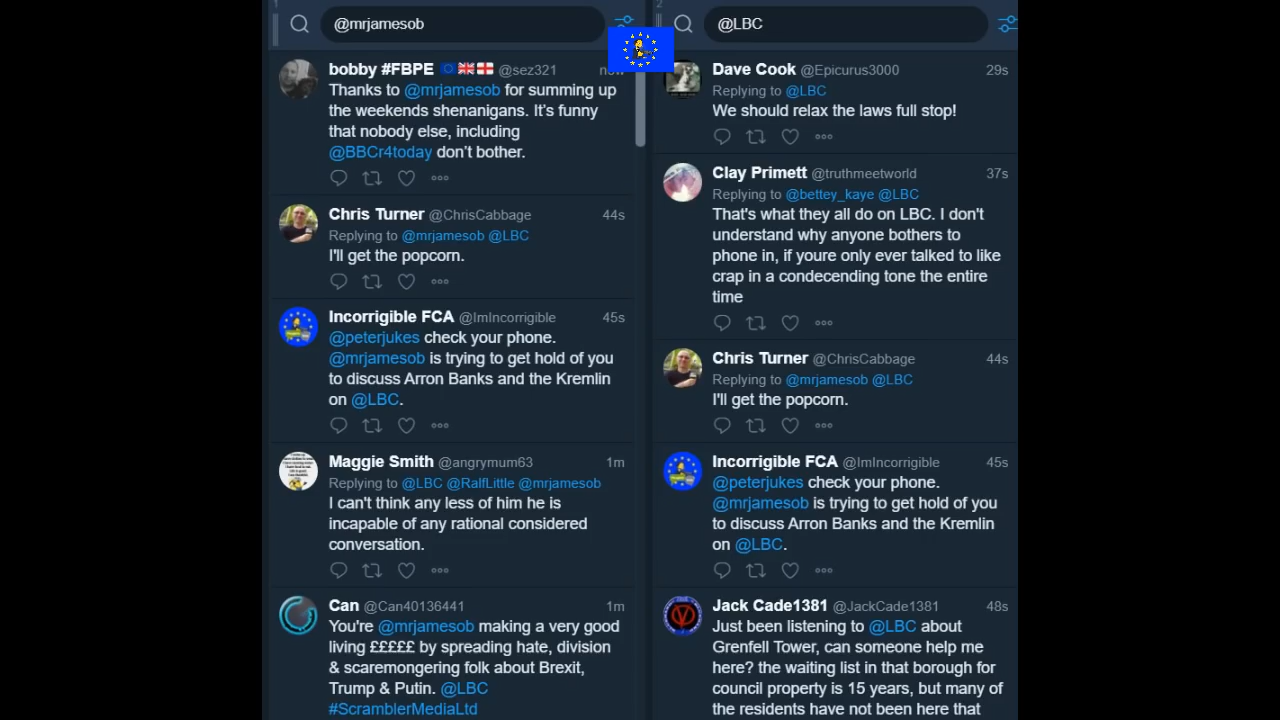 1
@mrjamesob
bobby #FBPE 🇪🇺🇬🇧🏴󠁧󠁢󠁥󠁮󠁧󠁿 @sez321 now
Thanks to @mrjamesob for summing up
the weekends shenanigans. It's funny
that nobody else, including
@BBCr4today don't bother.
Chris Turner @ChrisCabbage 44s
Replying to @mrjamesob @LBC
I'll get the popcorn.
Incorrigible FCA @ImIncorrigible 45s
@peterjukes check your phone.
@mrjamesob is trying to get hold of you
to discuss Arron Banks and the Kremlin
on @LBC.
Maggie Smith @angrymum63 1m
Replying to @LBC @RalfLittle @mrjamesob
I can't think any less of him he is
incapable of any rational considered
conversation.
Can @Can40136441 1m
You're @mrjamesob making a very good
living £££££ by spreading hate, division
& scaremongering folk about Brexit,
Trump & Putin. @LBC
#ScramblerMediaLtd
2
@LBC
Dave Cook @Epicurus3000 29s
Replying to @LBC
We should relax the laws full stop!
Clay Primett @truthmeetworld 37s
Replying to @bettey_kaye @LBC
That's what they all do on LBC. I don't
understand why anyone bothers to
phone in, if youre only ever talked to like
crap in a condecending tone the entire
time
Chris Turner @ChrisCabbage 44s
Replying to @mrjamesob @LBC
I'll get the popcorn.
Incorrigible FCA @ImIncorrigible 45s
@peterjukes check your phone.
@mrjamesob is trying to get hold of you
to discuss Arron Banks and the Kremlin
on @LBC.
Jack Cade1381 @JackCade1381 48s
Just been listening to @LBC about
Grenfell Tower, can someone help me
here? the waiting list in that borough for
council property is 15 years, but many of
the residents have not been here that